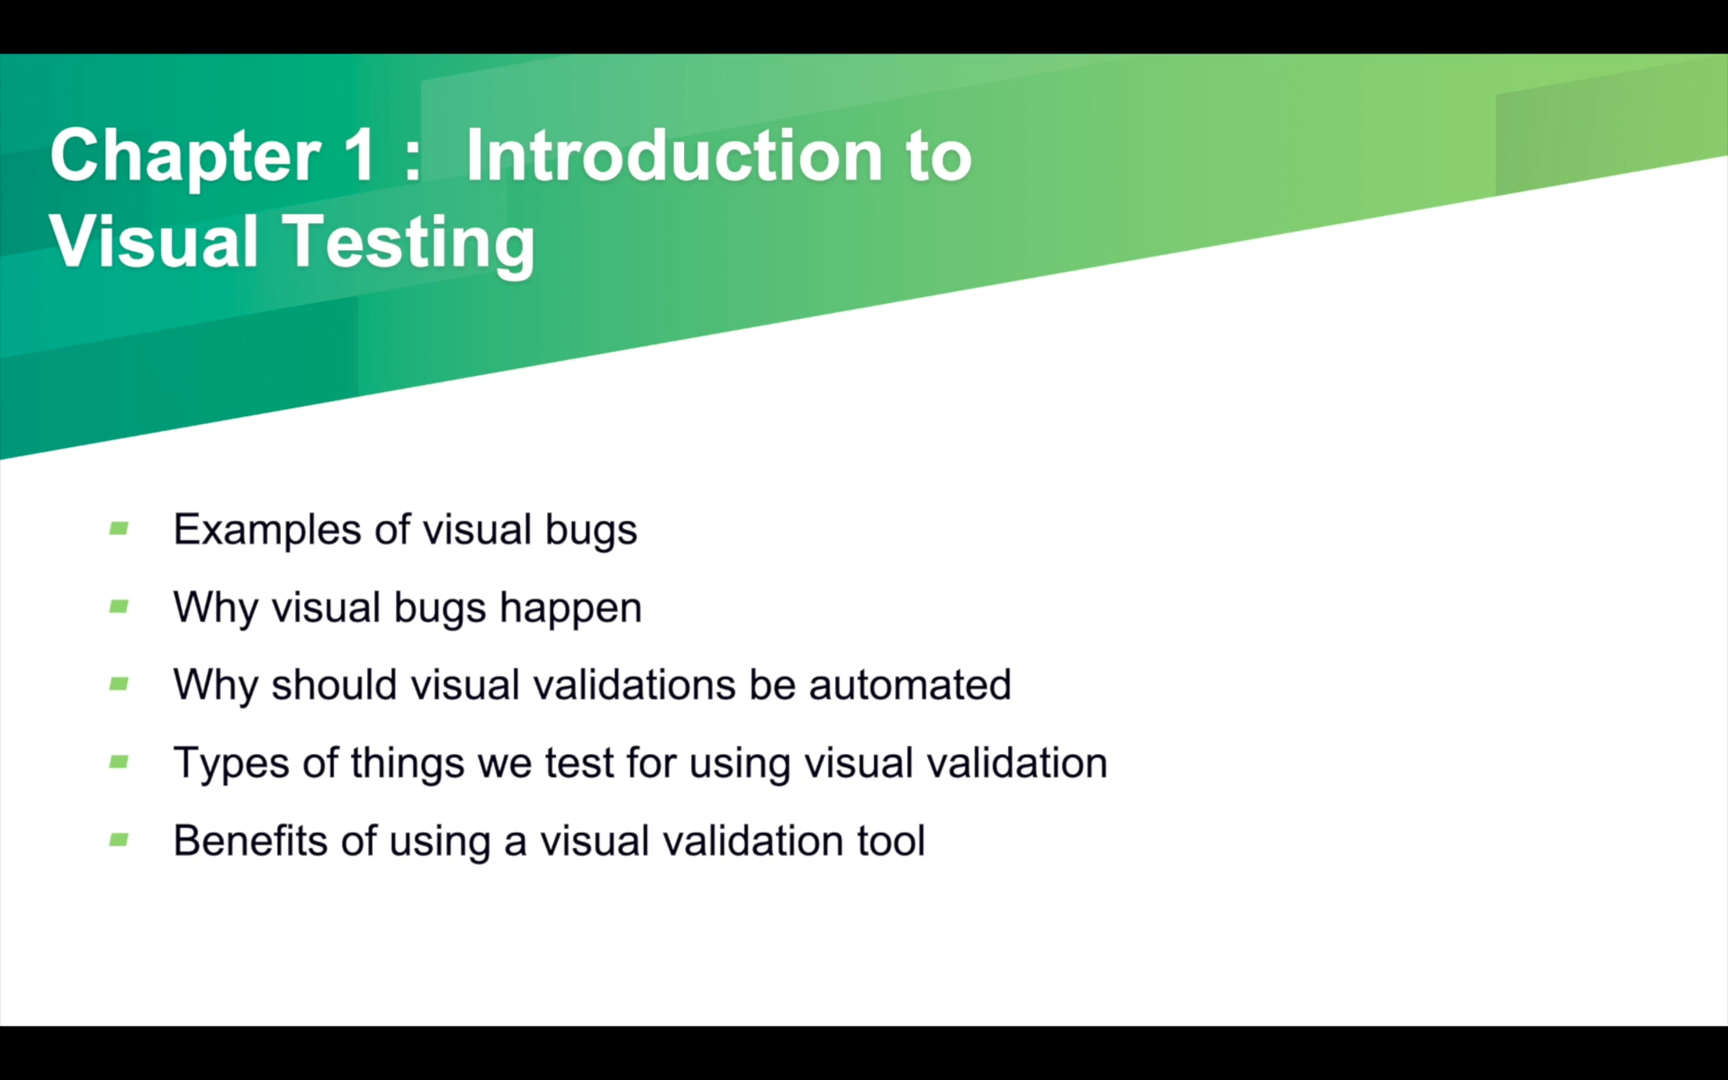 Chapter 1 : Introduction to
Visual Testing
Examples of visual bugs
Why visual bugs happen
Why should visual validations be automated
Types of things we test for using visual validation
Benefits of using a visual validation tool